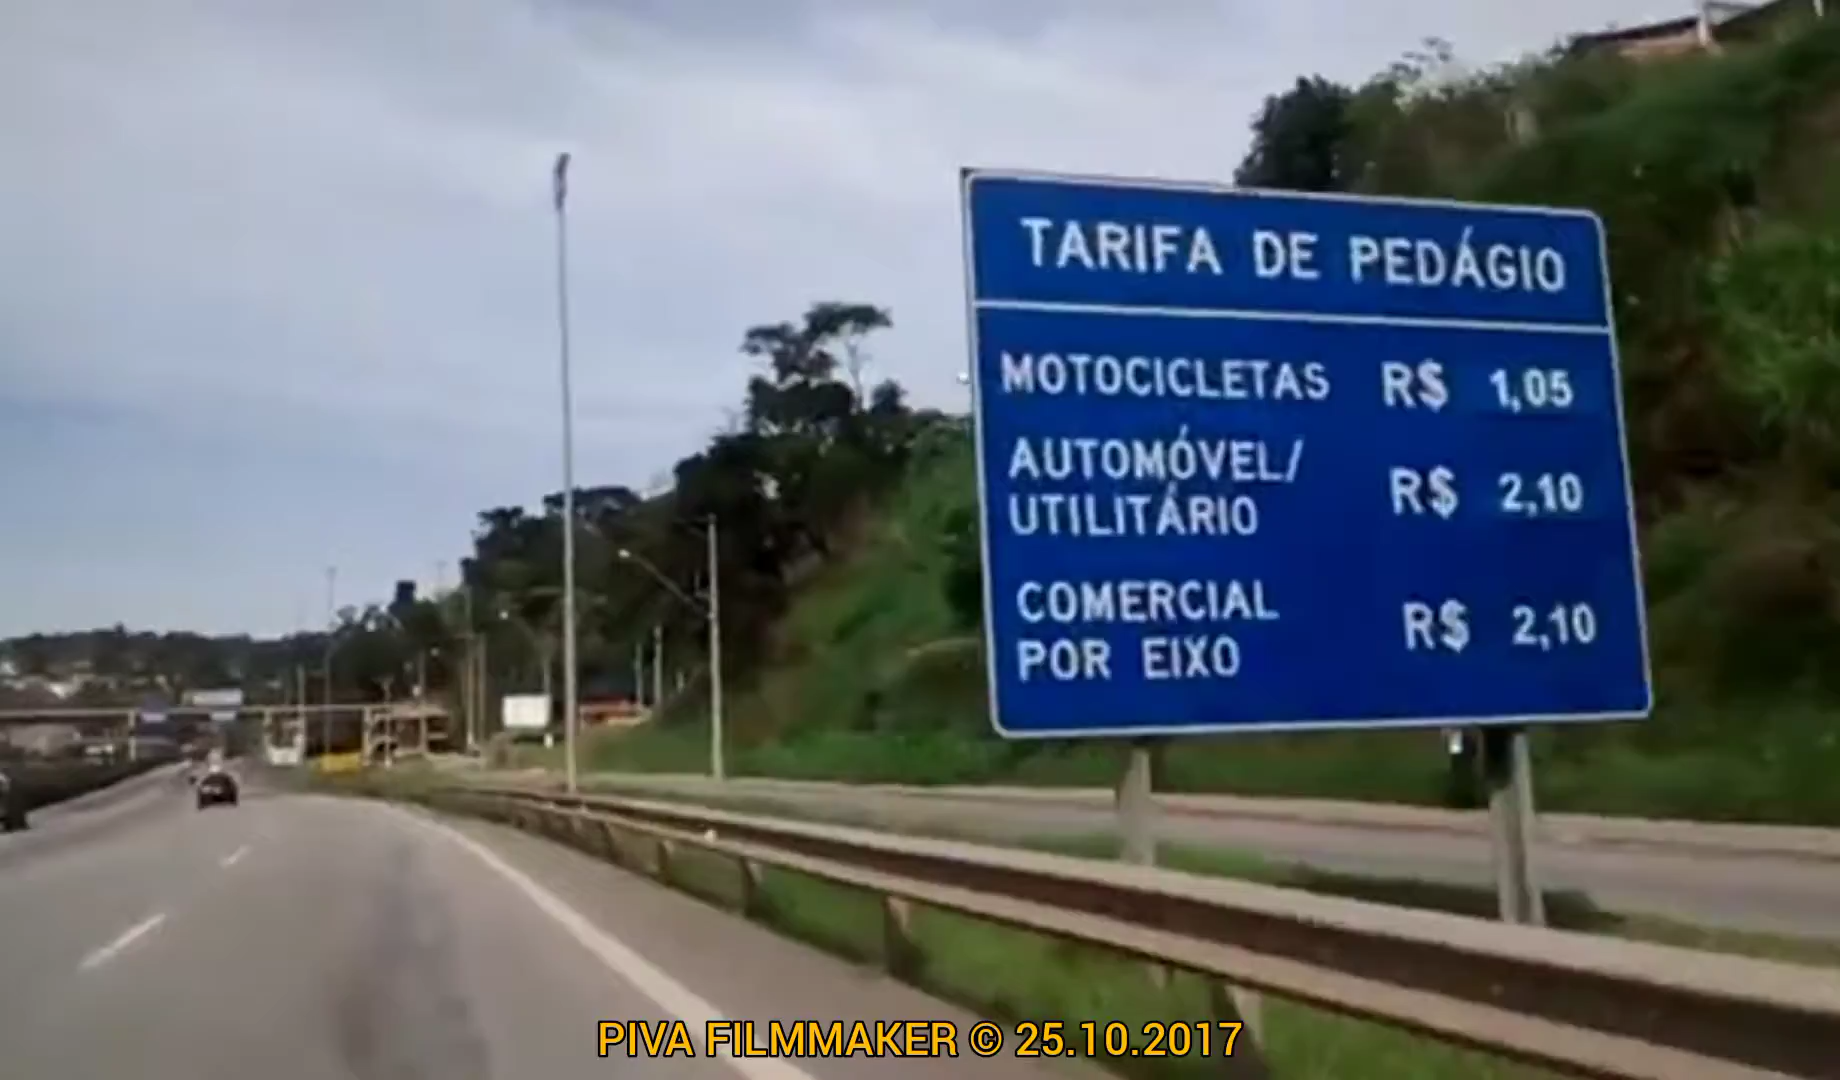 TARIFA DE PEDÁGIO
MOTOCICLETAS R$ 1,05
AUTOMÓVEL/
UTILITÁRIO R$ 2,10
COMERCIAL
POR EIXO R$ 2,10
PIVA FILMMAKER © 25.10.2017